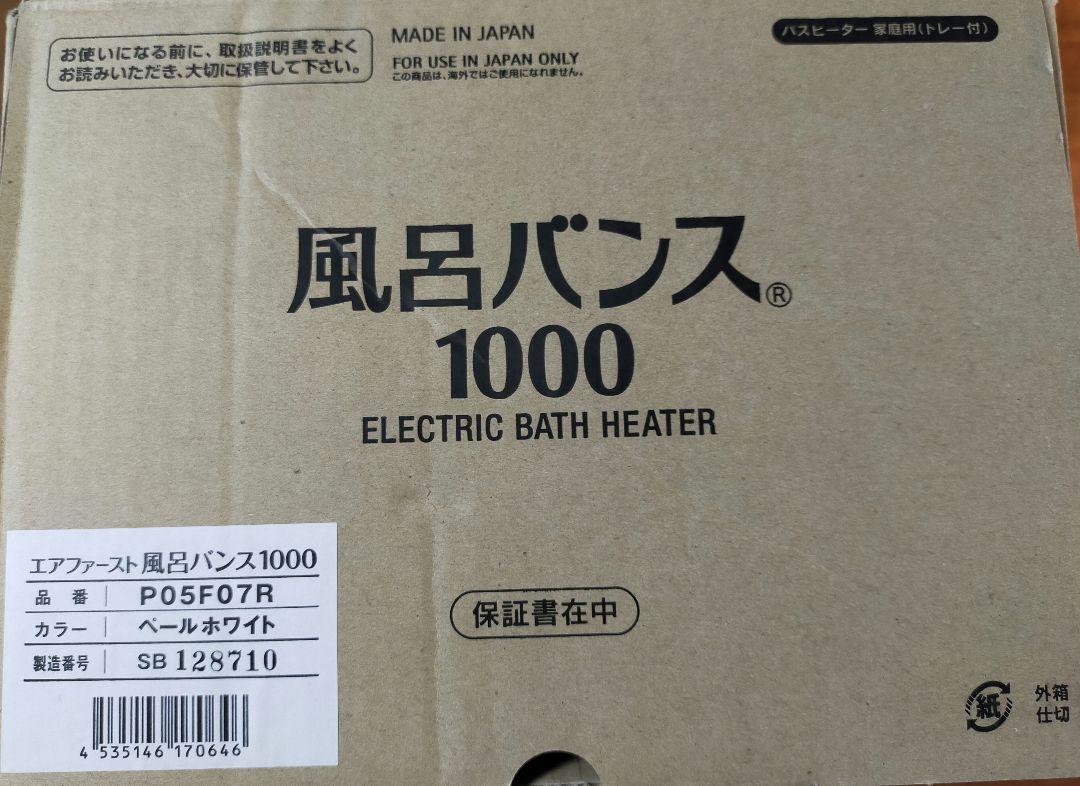 お使いになる前に、取扱説明書をよく
お読みいただき、大切に保管して下さい。
MADE IN JAPAN
FOR USE IN JAPAN ONLY
この商品は、海外ではご使用になれません。
バスヒーター 家庭用(トレー付)
風呂バンス®
1000
ELECTRIC BATH HEATER
エアファースト風呂バンス1000
品番 P05F07R
カラー ペールホワイト
製造番号 SB 128710
4 535146 170646
保証書在中
紙
外箱
仕切